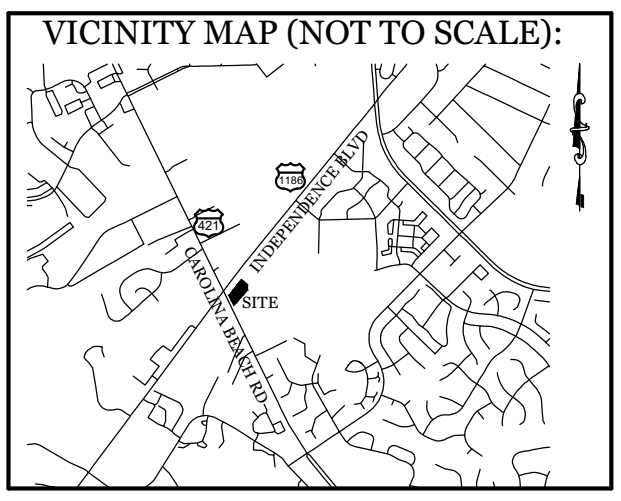 VICINITY MAP (NOT TO SCALE):
1186
INDEPENDENCE BLVD
421
CAROLINA BEACH RD
SITE